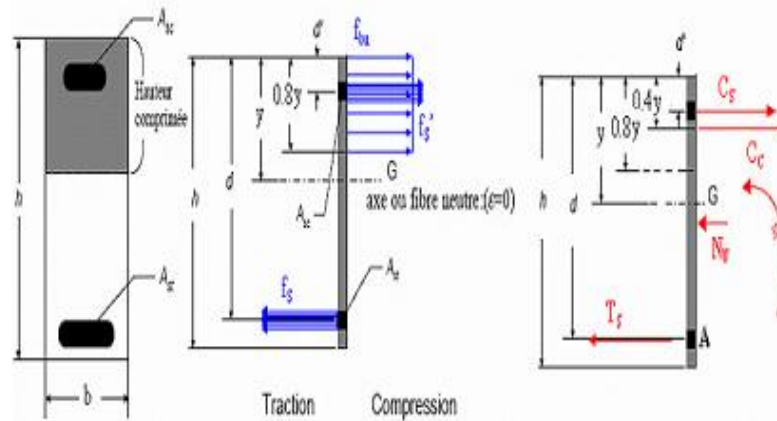 A_sc
h
Hauteur
comprimée
A_st
b
d'
f_bu
0.8y
y
f_s'
h
d
G
A_sc
axe ou fibre neutre:(ε=0)
f_s
A_st
Traction
Compression
d'
0.4y
C_s
y
0.8y
C_c
h
d
G
N_u
T_s
A